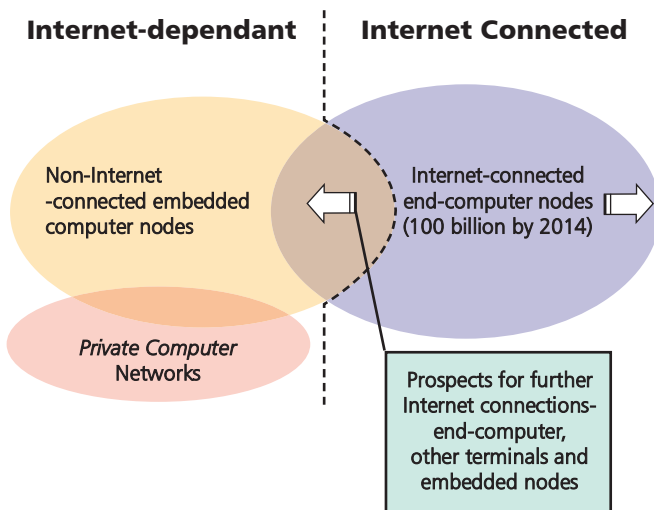 Internet-dependant
Internet Connected
Non-Internet
-connected embedded
computer nodes
Internet-connected
end-computer nodes
(100 billion by 2014)
Private Computer
Networks
Prospects for further
Internet connections-
end-computer,
other terminals and
embedded nodes